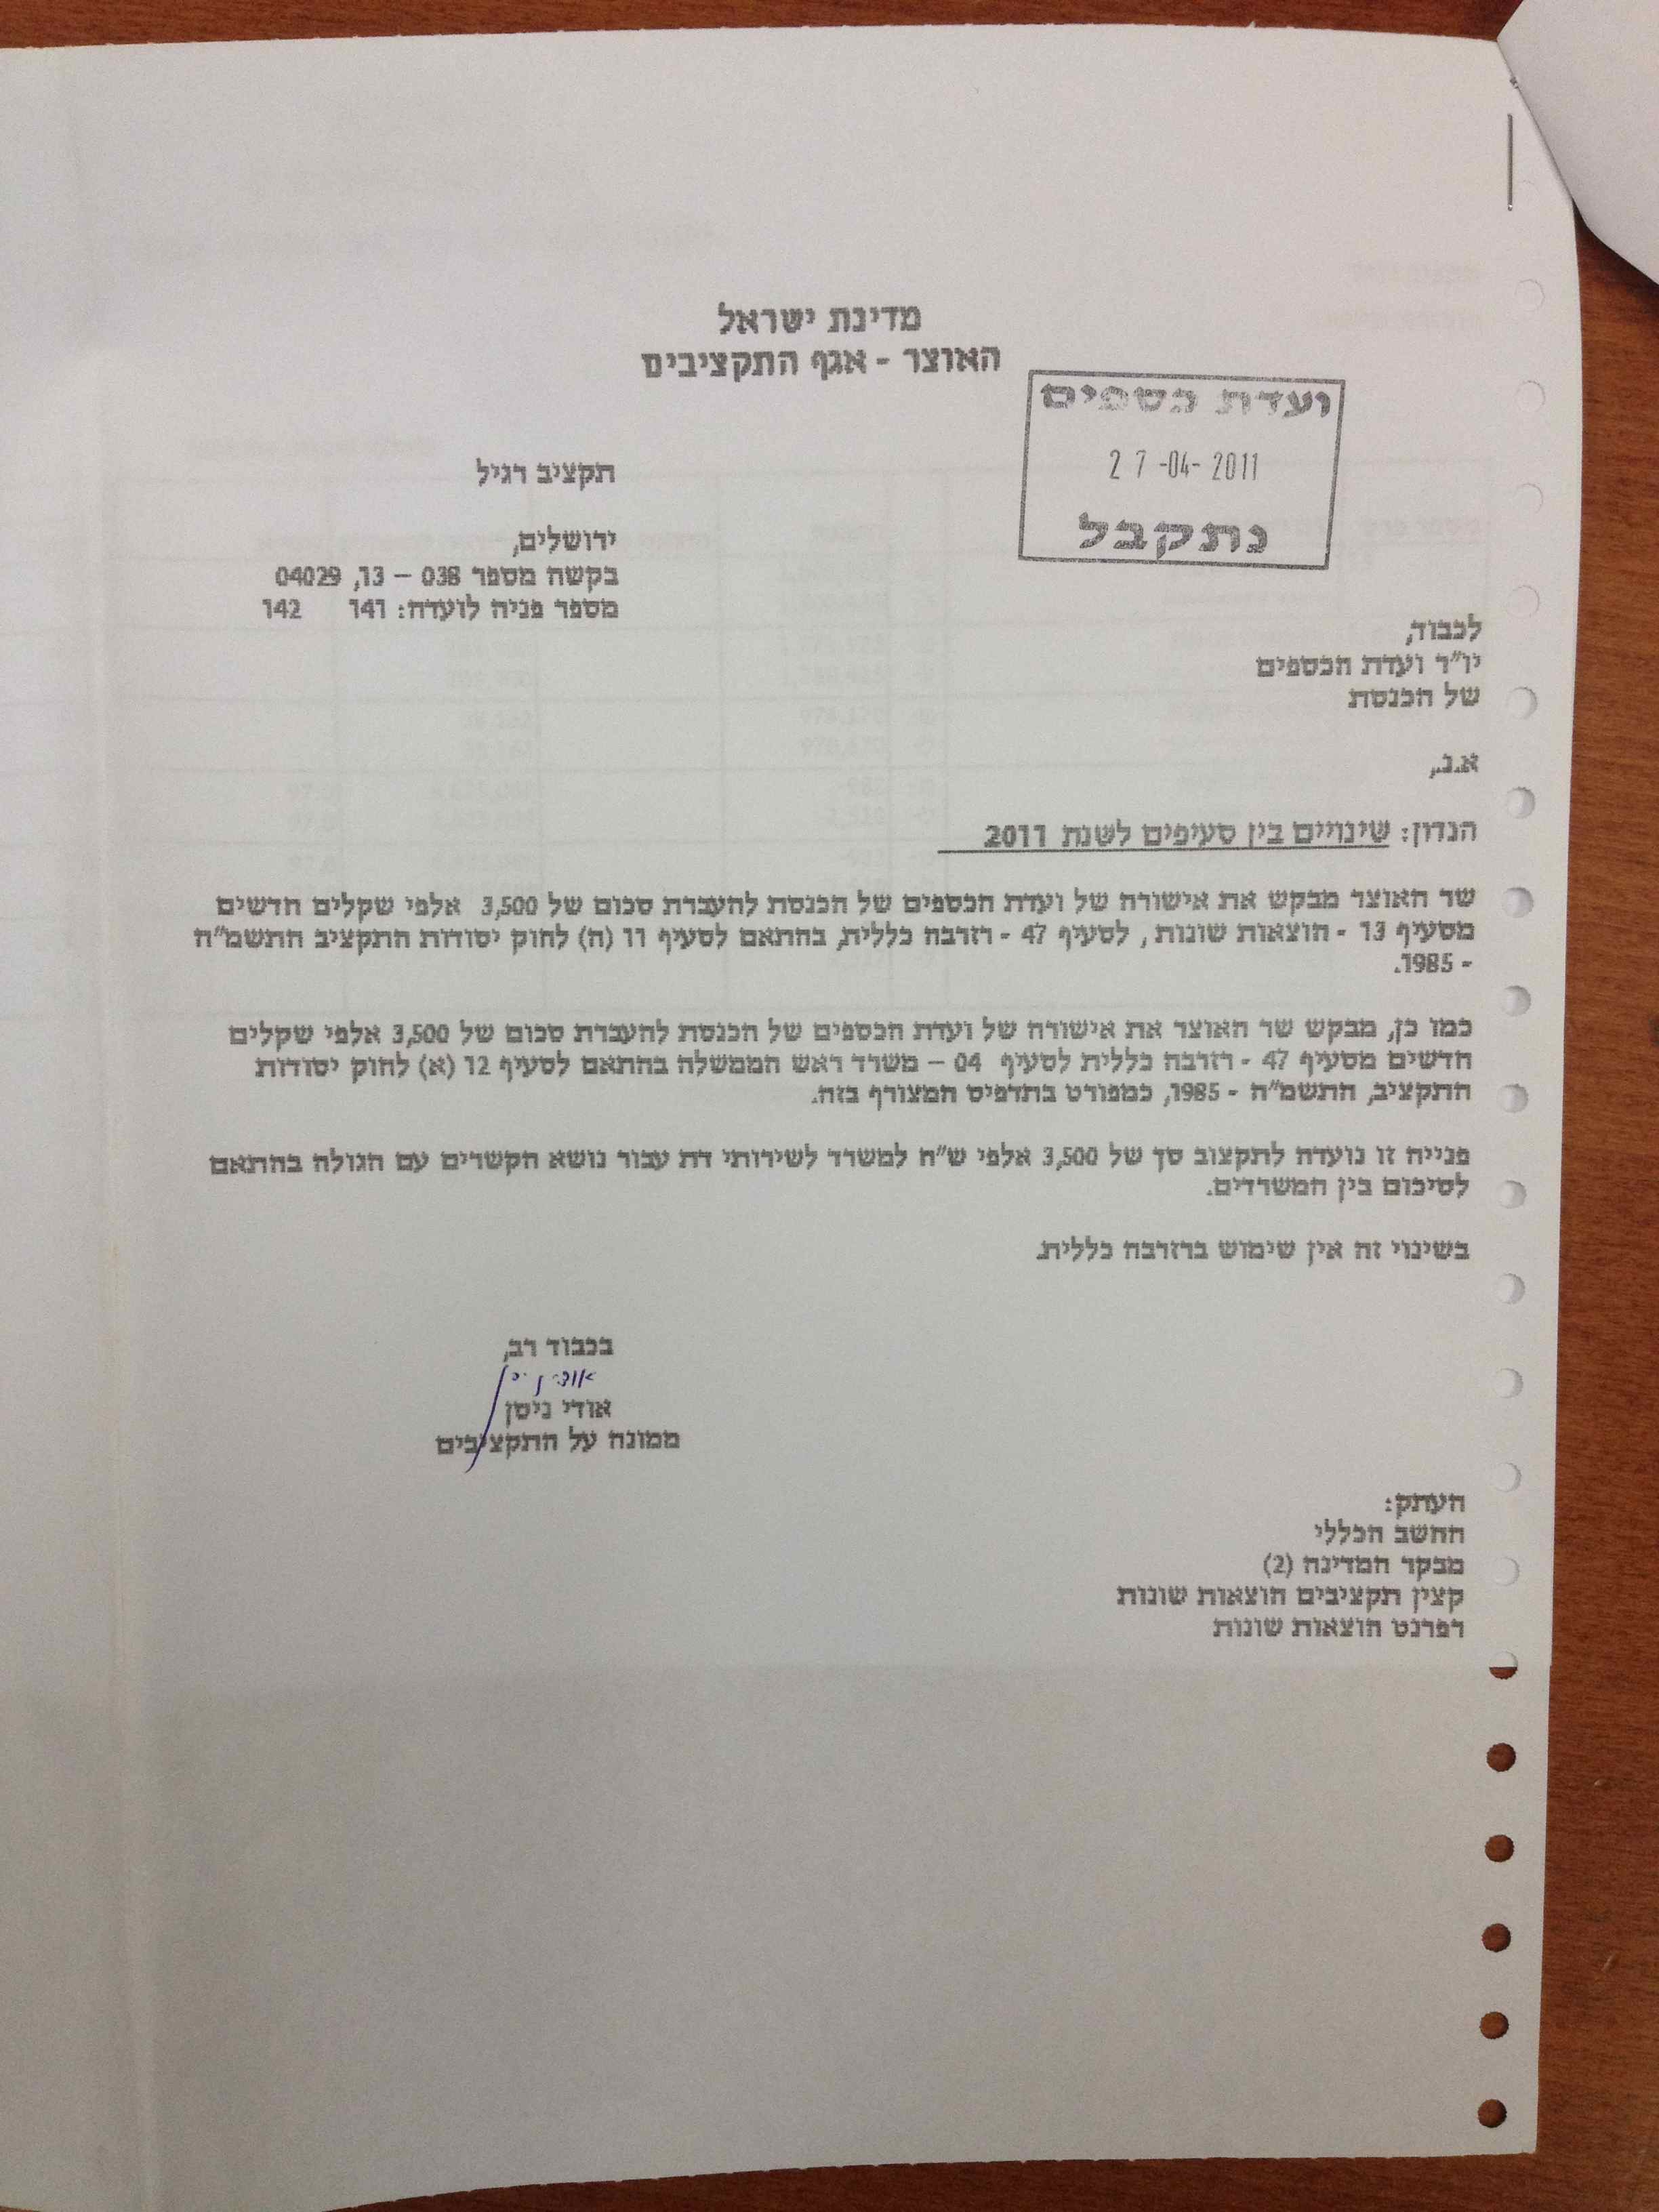 מדינת ישראל
האוצר - אגף התקציבים
ועדת כספים
27-04-2011
נתקבל
תקציב רגיל
ירושלים,
בקשה מספר 038 – 13, 04029
מספר פניה לועדה: 141 142
לכבוד,
יו"ר ועדת הכספים
של הכנסת
א.נ.,
הנדון: שינויים בין סעיפים לשנת 2011
שר האוצר מבקש את אישורה של ועדת הכספים של הכנסת להעברת סכום של 3,500 אלפי שקלים חדשים
מסעיף 13 - הוצאות שונות , לסעיף 47 - רזרבה כללית, בהתאם לסעיף 11 (ה) לחוק יסודות התקציב התשמ"ה
- 1985.
כמו כן, מבקש שר האוצר את אישורה של ועדת הכספים של הכנסת להעברת סכום של 3,500 אלפי שקלים
חדשים מסעיף 47 - רזרבה כללית לסעיף 04 – משרד ראש הממשלה בהתאם לסעיף 12 (א) לחוק יסודות
התקציב, התשמ"ה - 1985, כמפורט בתדפיס המצורף בזה.
פנייה זו נועדה לתקצוב סך של 3,500 אלפי ש"ח למשרד לשירותי דת עבור נושא הקשרים עם הגולה בהתאם
לסיכום בין המשרדים.
בשינוי זה אין שימוש ברזרבה כללית.
בכבוד רב,
אודי ניסן
ממונה על התקציבים
העתק:
החשב הכללי
מבקר המדינה (2)
קצין תקציבים הוצאות שונות
רפרנט הוצאות שונות